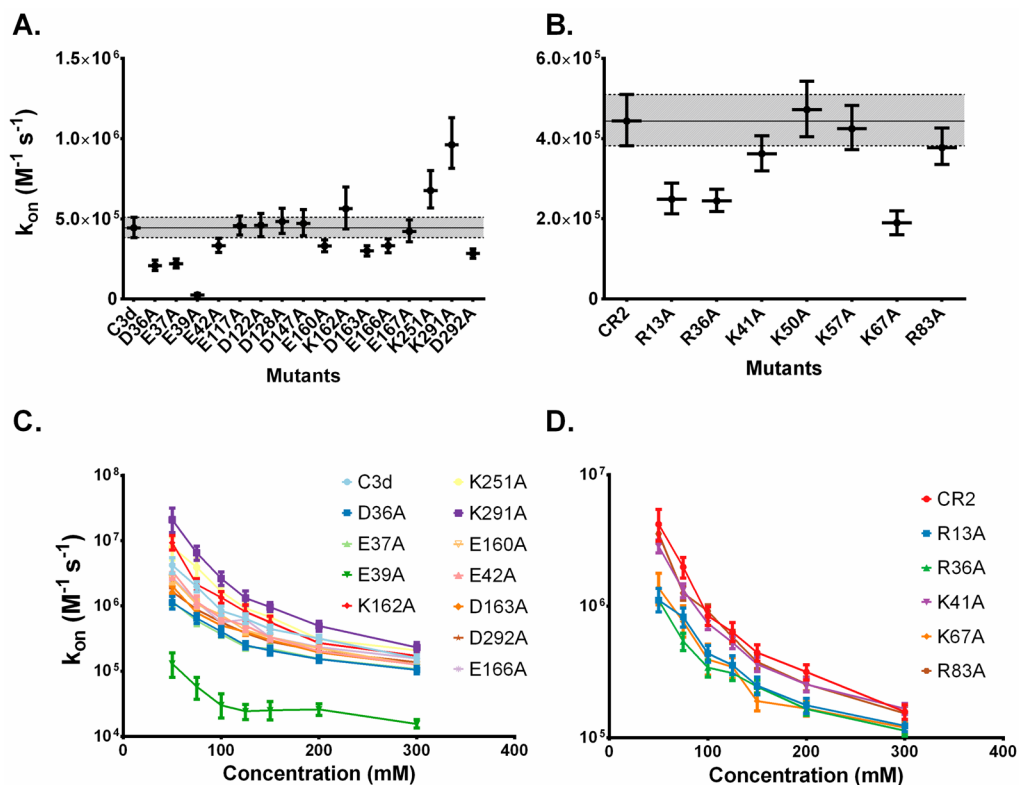 A.
1.5×10⁶
1.0×10⁶
5.0×10⁵
0
kon (M⁻¹ s⁻¹)
C3d
D36A
E37A
E39A
E42A
E117A
D122A
D128A
D147A
E160A
K162A
D163A
E166A
E167A
K251A
K291A
D292A
Mutants
B.
6.0×10⁵
4.0×10⁵
2.0×10⁵
0
CR2
R13A
R36A
K41A
K50A
K57A
K67A
R83A
Mutants
C.
10⁸
10⁷
10⁶
10⁵
10⁴
kon (M⁻¹ s⁻¹)
0 100 200 300 400
Concentration (mM)
C3d
D36A
E37A
E39A
K162A
K251A
K291A
E160A
E42A
D163A
D292A
E166A
D.
10⁷
10⁶
10⁵
0 100 200 300 400
Concentration (mM)
CR2
R13A
R36A
K41A
K67A
R83A